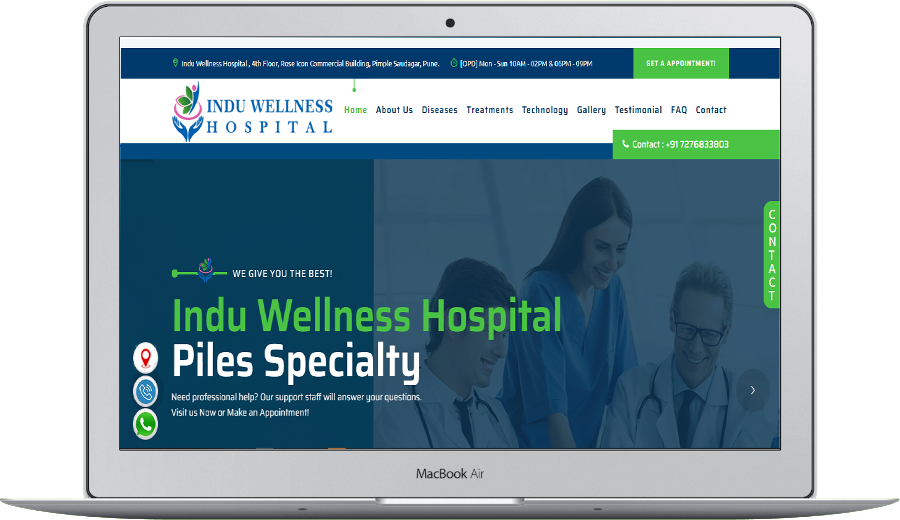 Indu Wellness Hospital , 4th Floor, Rose Icon Commercial Building, Pimple Saudagar, Pune.
[OPD] Mon - Sun 10AM - 02PM & 06PM - 09PM
GET A APPOINTMENT!
INDU WELLNESS
HOSPITAL
Home About Us Diseases Treatments Technology Gallery Testimonial FAQ Contact
Contact : +91 7276833803
CONTACT
WE GIVE YOU THE BEST!
Indu Wellness Hospital
Piles Specialty
Need professional help? Our support staff will answer your questions.
Visit us Now or Make an Appointment!
MacBook Air